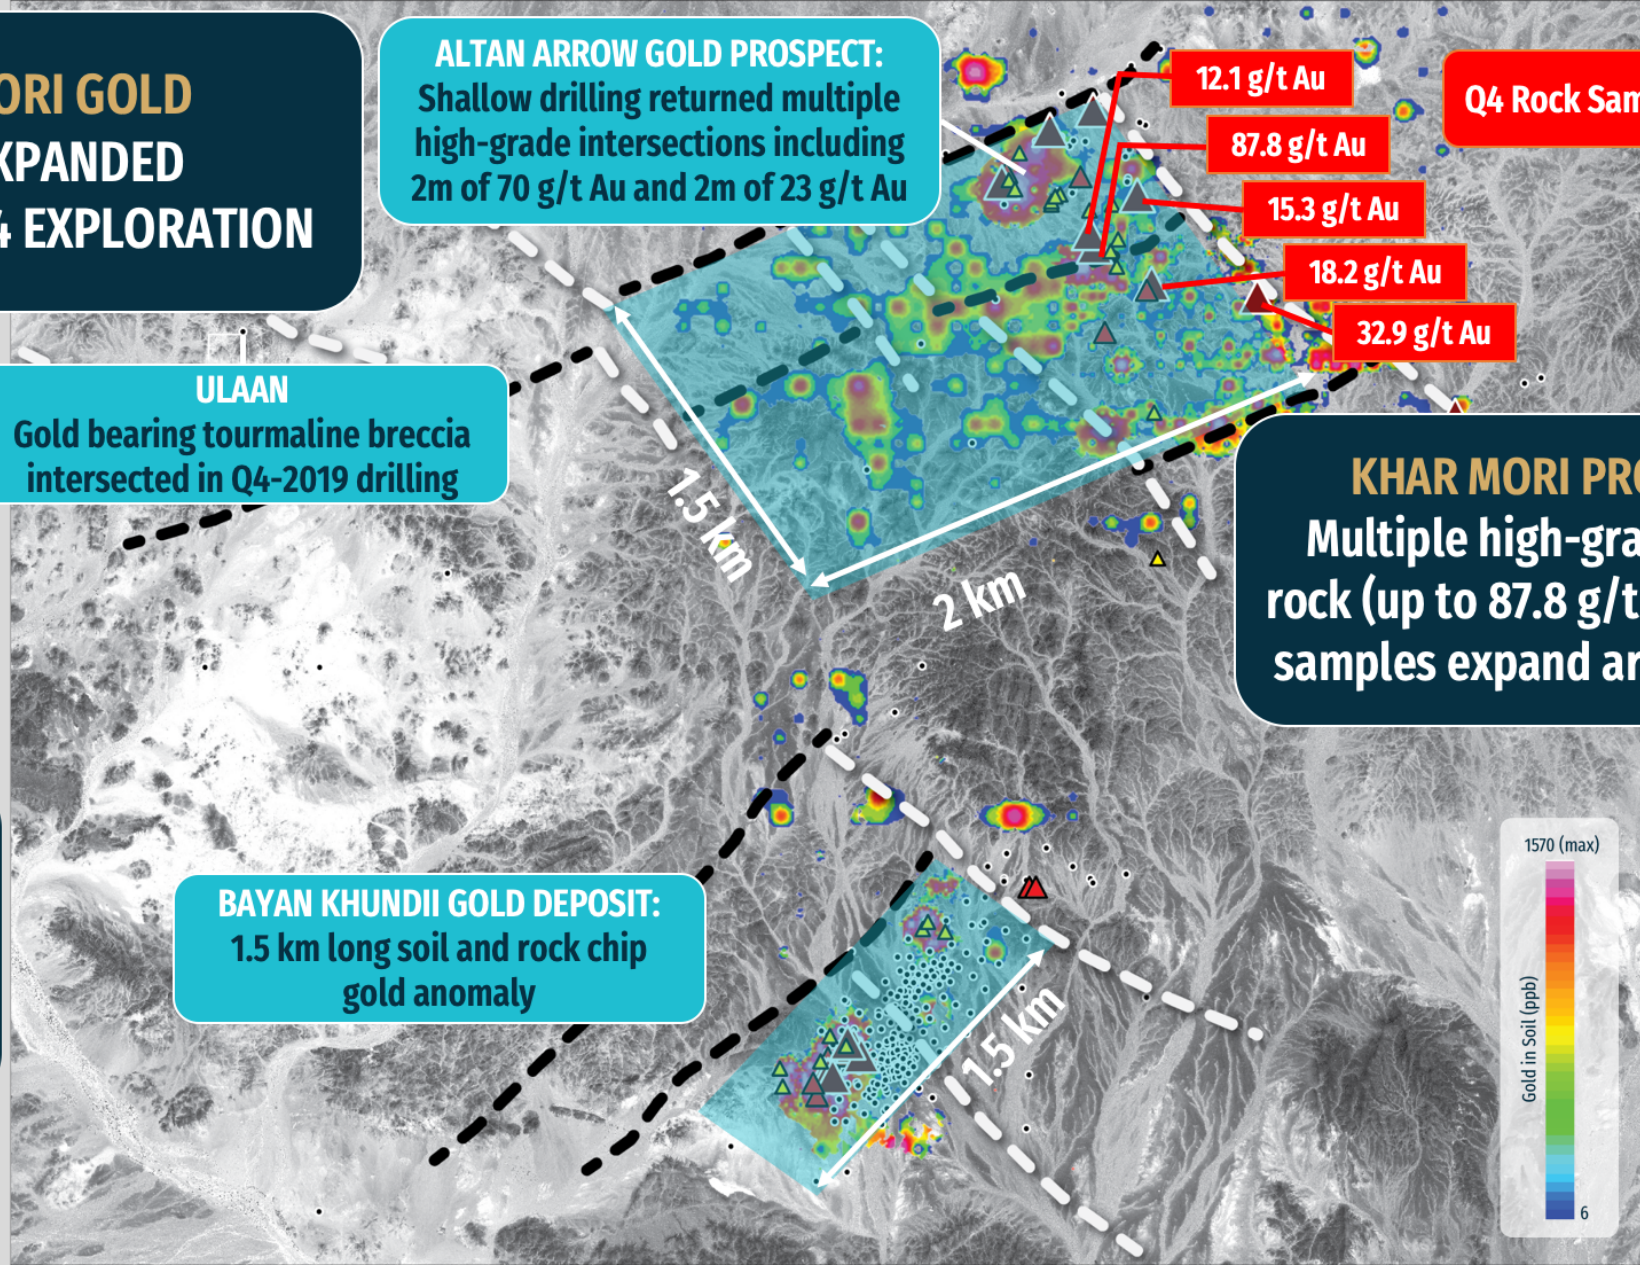 ORI GOLD
XPANDED
4 EXPLORATION
ALTAN ARROW GOLD PROSPECT:
Shallow drilling returned multiple
high-grade intersections including
2m of 70 g/t Au and 2m of 23 g/t Au
12.1 g/t Au
87.8 g/t Au
15.3 g/t Au
18.2 g/t Au
32.9 g/t Au
Q4 Rock Sam
ULAAN
Gold bearing tourmaline breccia
intersected in Q4-2019 drilling
1.5 km
2 km
KHAR MORI PRO
Multiple high-gra
rock (up to 87.8 g/t
samples expand ar
BAYAN KHUNDII GOLD DEPOSIT:
1.5 km long soil and rock chip
gold anomaly
1.5 km
1570 (max)
Gold in Soil (ppb)
6